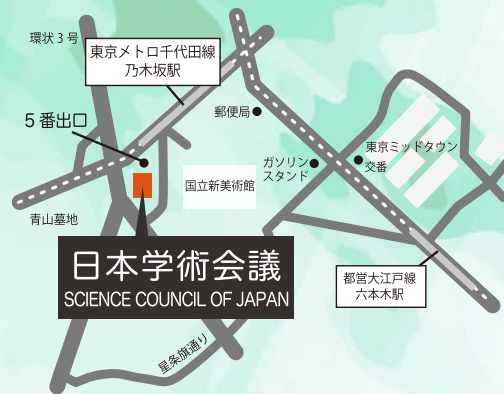 環状3号
東京メトロ千代田線
乃木坂駅
5番出口
郵便局
東京ミッドタウン
ガソリン
スタンド
交番
国立新美術館
青山墓地
日本学術会議
SCIENCE COUNCIL OF JAPAN
都営大江戸線
六本木駅
星条旗通り